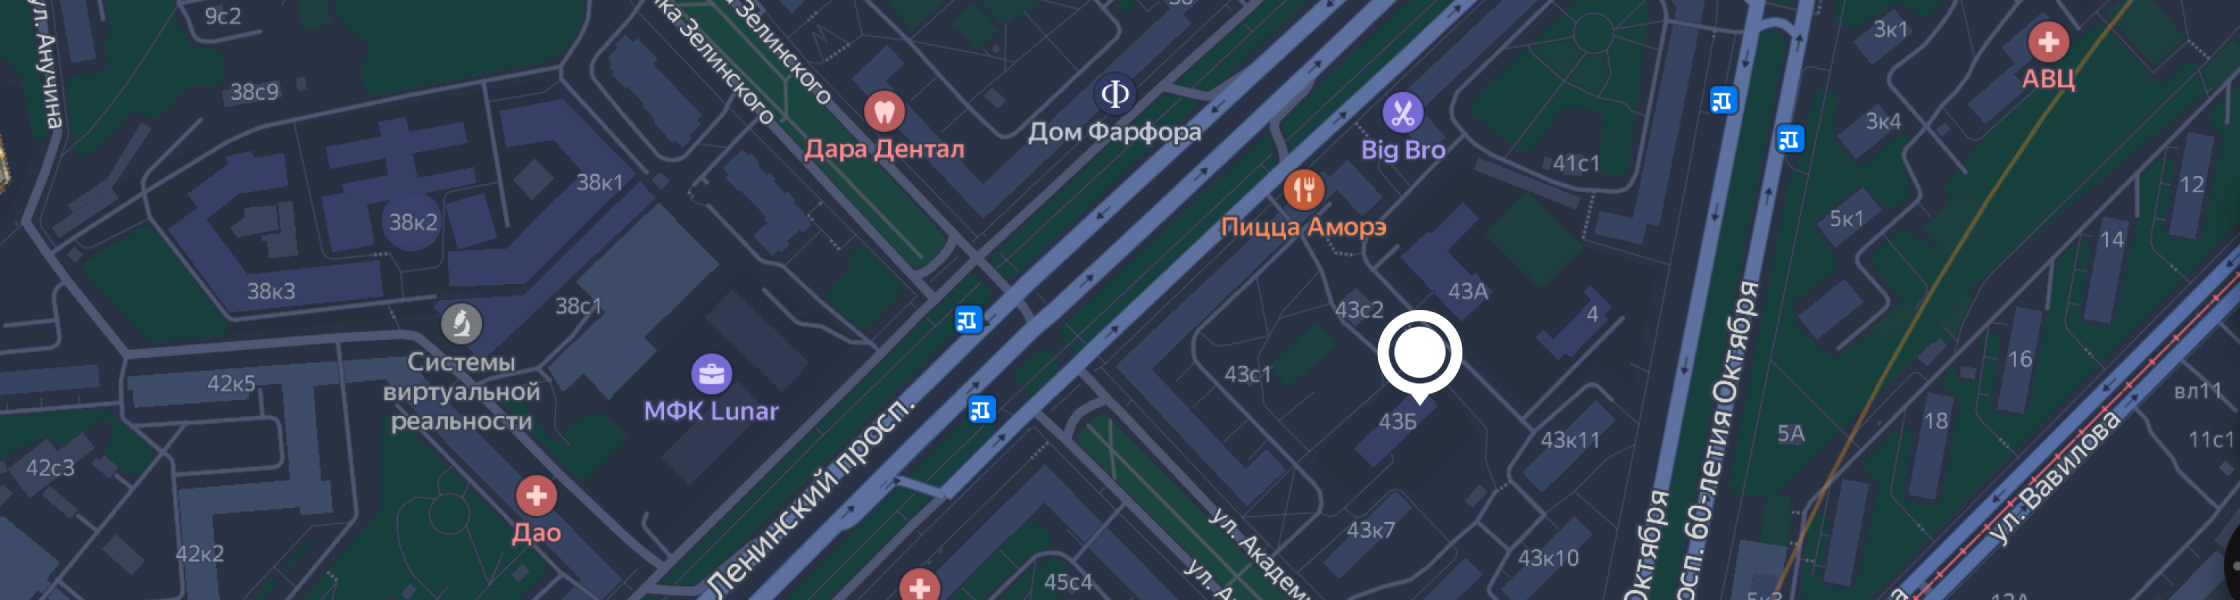 9с2
ул. Анучина
38с9
38к1
38к2
38к3
38с1
Системы
виртуальной
реальности
42к5
42с3
42к2
Дао
МФК Lunar
Зелинского
Зелинского
Дара Дентал
Дом Фарфора
Ленинский просп.
Big Bro
Пицца Аморэ
41с1
43А
43с2
43с1
4
43Б
43к11
43к7
43к10
45с4
ул. Академ
ул. А
Октября
просп. 60-летия Октября
3к1
АВЦ
3к4
5к1
12
14
16
18
5А
вл11
11с1
ул. Вавилова